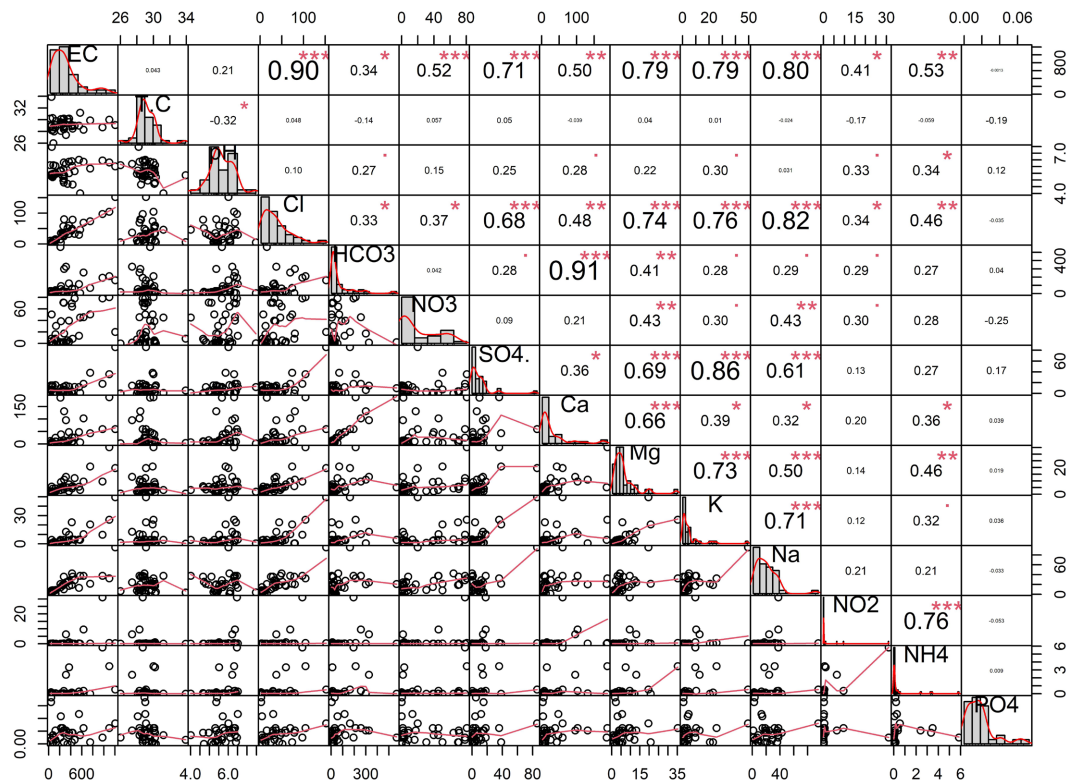 26 30 34 0 100 0 40 80 0 100 0 20 50 0 15 30 0.00 0.06
EC 0.043 0.21 0.90 *** 0.34 * 0.52 *** 0.71 *** 0.50 ** 0.79 *** 0.79 *** 0.80 *** 0.41 * 0.53 ** -0.0013 0 800
26 32 C -0.32 * 0.048 -0.14 0.057 0.05 -0.039 0.04 0.01 -0.024 -0.17 -0.059 -0.19
pH 0.10 0.27 . 0.15 0.25 0.28 . 0.22 0.30 . 0.031 0.33 . 0.34 * 0.12 4.0 7.0
0 100 Cl 0.33 * 0.37 * 0.68 *** 0.48 ** 0.74 *** 0.76 *** 0.82 *** 0.34 * 0.46 ** -0.035
HCO3 0.042 0.28 . 0.91 *** 0.41 ** 0.28 . 0.29 . 0.29 . 0.27 0.04 0 400
0 60 NO3 0.09 0.21 0.43 ** 0.30 . 0.43 ** 0.30 . 0.28 -0.25
SO4. 0.36 * 0.69 *** 0.86 *** 0.61 *** 0.13 0.27 0.17 0 60
0 150 Ca 0.66 *** 0.39 * 0.32 * 0.20 0.36 * 0.039
Mg 0.73 *** 0.50 *** 0.14 0.46 ** 0.019 0 20
0 30 K 0.71 *** 0.12 0.32 . 0.036
Na 0.21 0.21 -0.033 0 60
0 20 NO2 0.76 *** -0.053
NH4 0.009 0 3 6
0.00 PO4
0 600 4.0 6.0 0 300 0 40 80 0 15 35 0 40 0 2 4 6